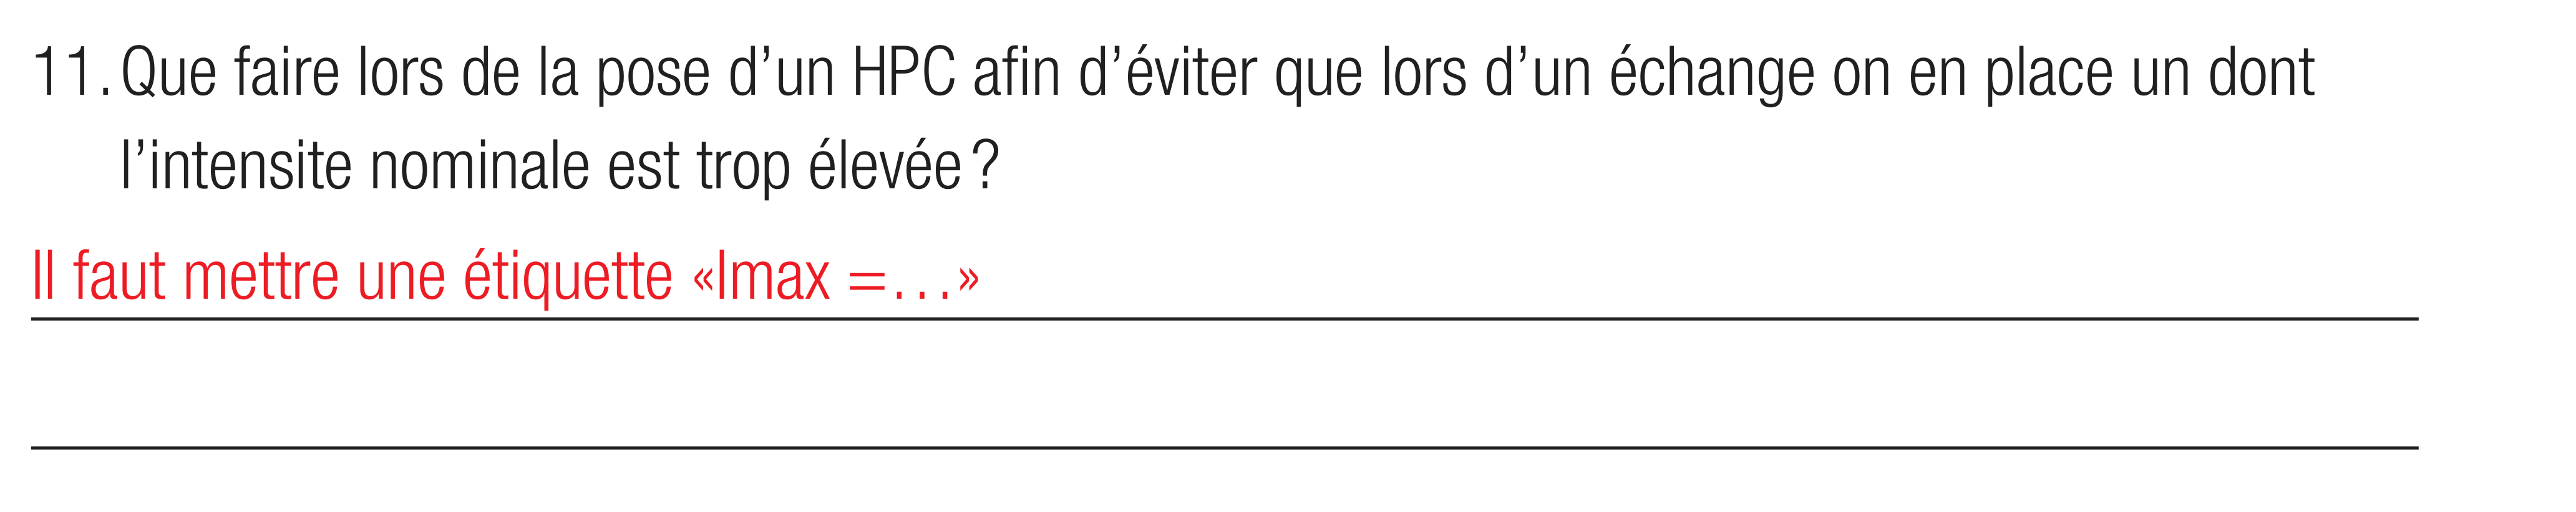 11. Que faire lors de la pose d’un HPC afin d’éviter que lors d’un échange on en place un dont
l’intensite nominale est trop élevée ?
Il faut mettre une étiquette «Imax =…»